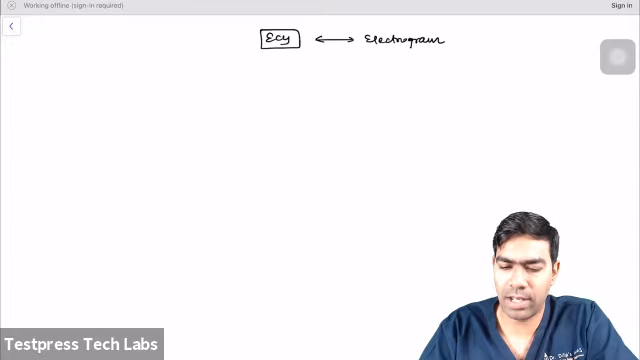 Working offline (sign-in required)
Sign in
ECG ⟷ Electrogram
Testpress Tech Labs